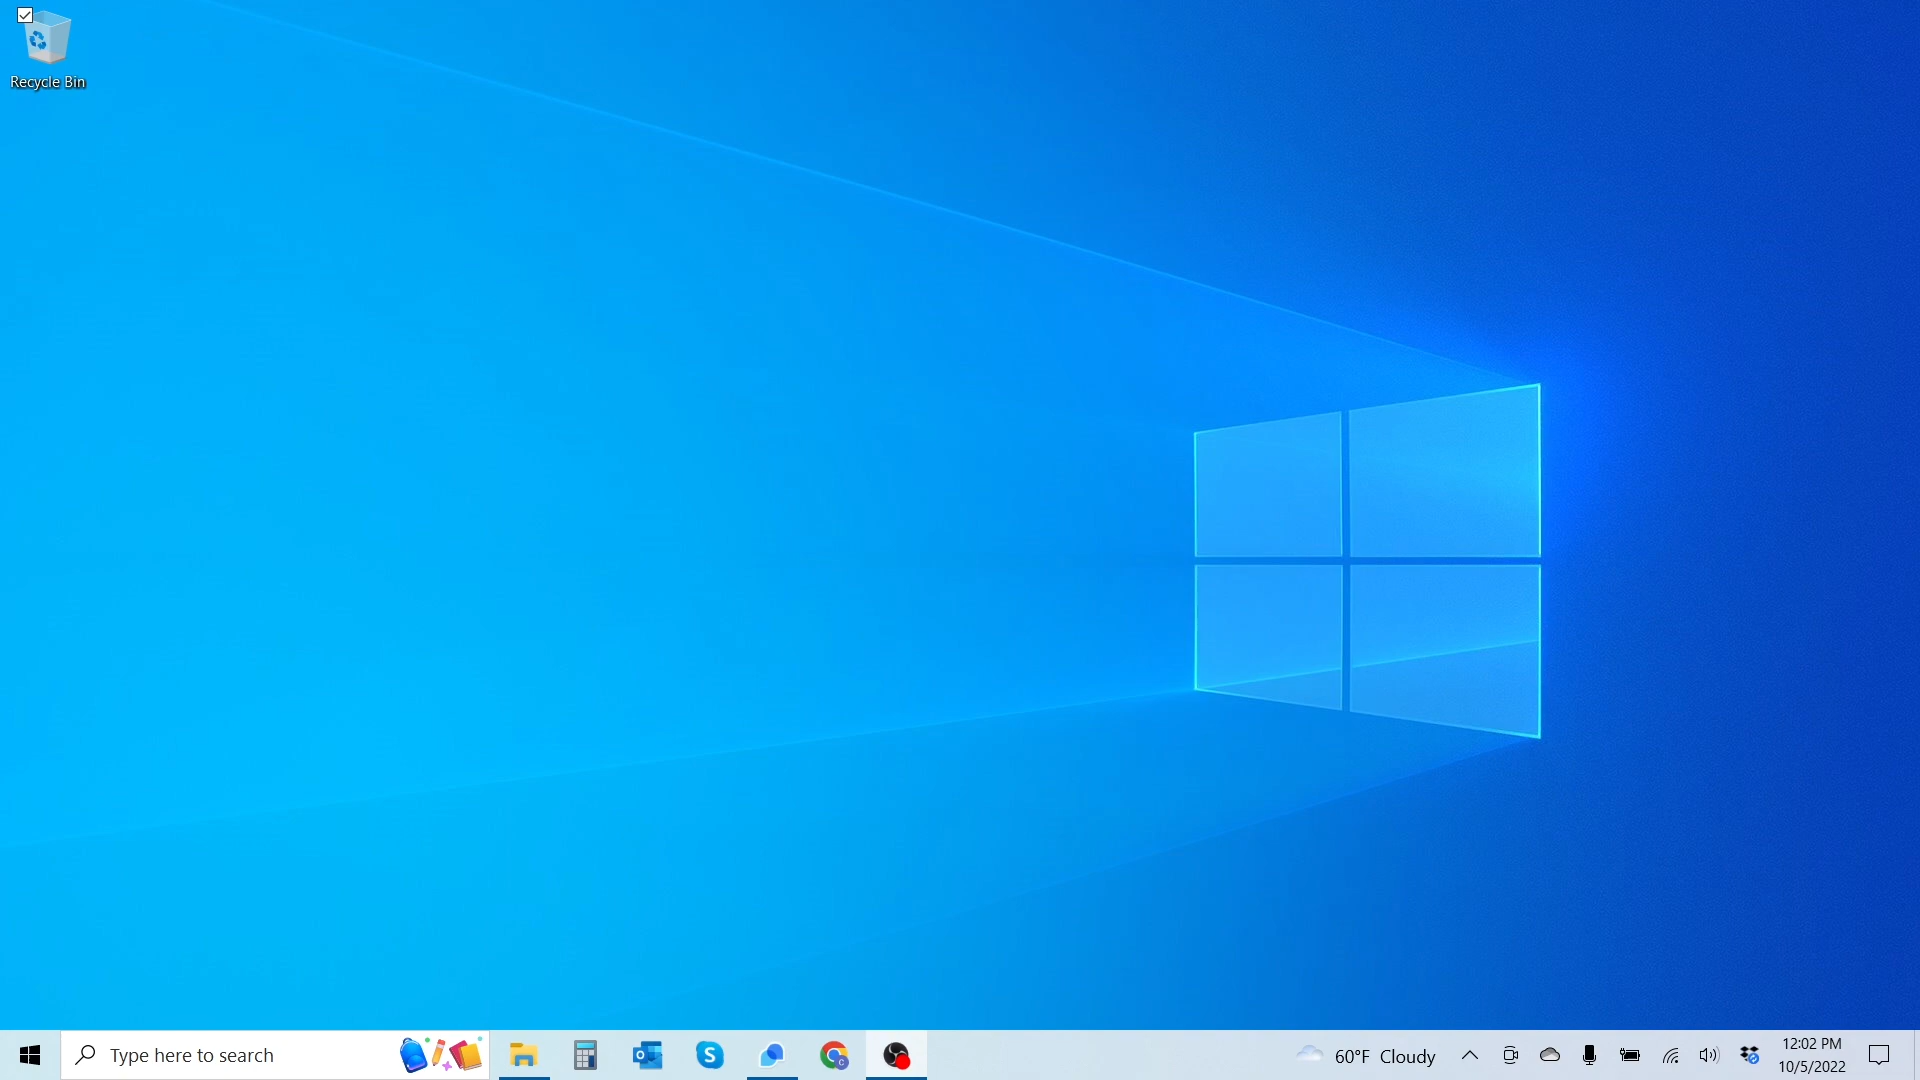 Recycle Bin
Type here to search
60°F Cloudy
12:02 PM
10/5/2022